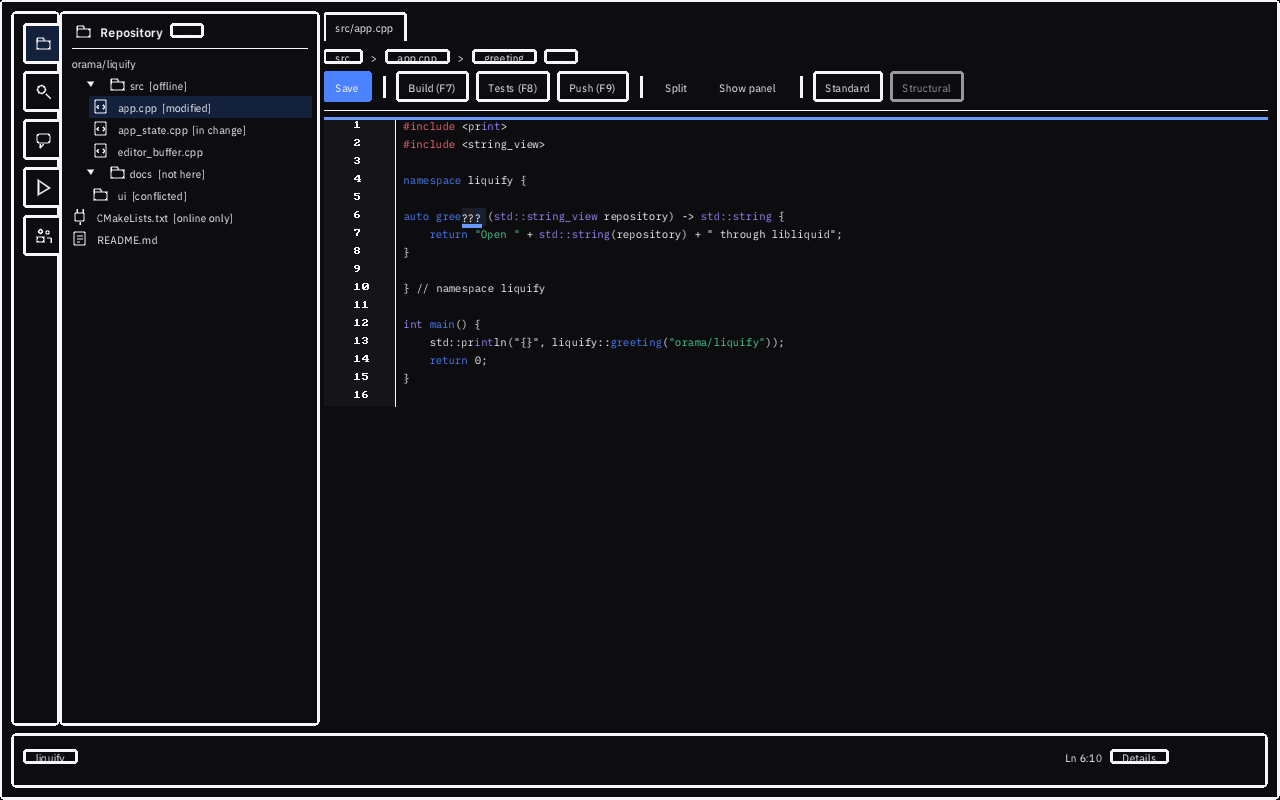 Repository
orama/liquify
src [offline]
app.cpp [modified]
app_state.cpp [in change]
editor_buffer.cpp
docs [not here]
ui [conflicted]
CMakeLists.txt [online only]
README.md
src/app.cpp
src > app.cpp > greeting
Save Build (F7) Tests (F8) Push (F9) Split Show panel Standard Structural
1 #include <print>
2 #include <string_view>
3
4 namespace liquify {
5
6 auto gree??? (std::string_view repository) -> std::string {
7 return "Open " + std::string(repository) + " through libliquid";
8 }
9
10 } // namespace liquify
11
12 int main() {
13 std::println("{}", liquify::greeting("orama/liquify"));
14 return 0;
15 }
16
liquify Ln 6:10 Details